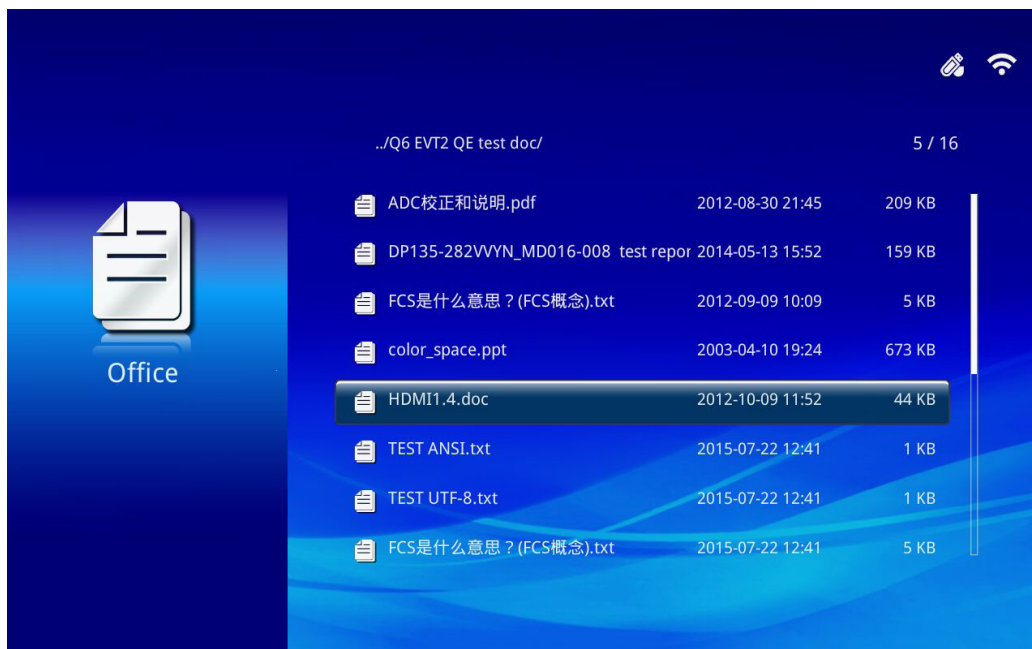 ../Q6 EVT2 QE test doc/ 5 / 16
ADC校正和说明.pdf 2012-08-30 21:45 209 KB
DP135-282VVYN_MD016-008 test repor 2014-05-13 15:52 159 KB
FCS是什么意思？(FCS概念).txt 2012-09-09 10:09 5 KB
color_space.ppt 2003-04-10 19:24 673 KB
Office
HDMI1.4.doc 2012-10-09 11:52 44 KB
TEST ANSI.txt 2015-07-22 12:41 1 KB
TEST UTF-8.txt 2015-07-22 12:41 1 KB
FCS是什么意思？(FCS概念).txt 2015-07-22 12:41 5 KB